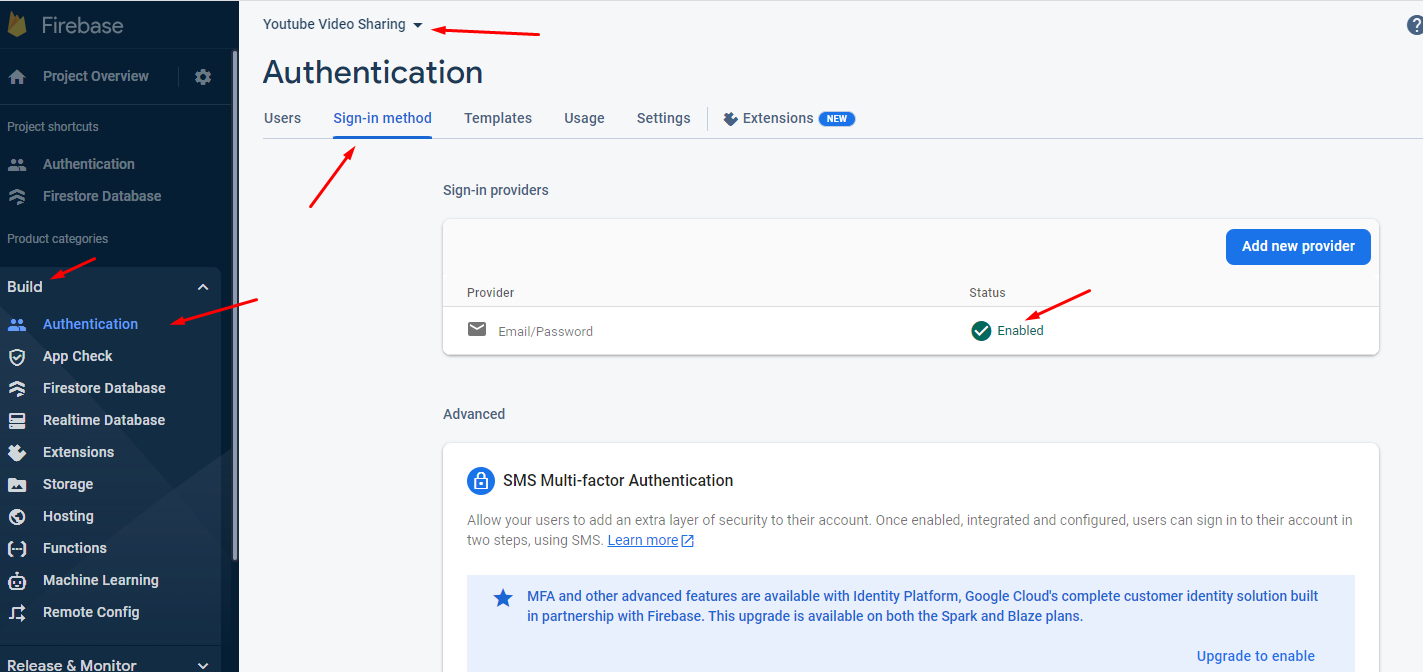 Firebase
Project Overview
Project shortcuts
Authentication
Firestore Database
Product categories
Build
Authentication
App Check
Firestore Database
Realtime Database
Extensions
Storage
Hosting
Functions
Machine Learning
Remote Config
Release & Monitor
Youtube Video Sharing
?
Authentication
Users Sign-in method Templates Usage Settings Extensions NEW
Sign-in providers
Add new provider
Provider Status
Email/Password Enabled
Advanced
SMS Multi-factor Authentication
Allow your users to add an extra layer of security to their account. Once enabled, integrated and configured, users can sign in to their account in
two steps, using SMS. Learn more
MFA and other advanced features are available with Identity Platform, Google Cloud's complete customer identity solution built
in partnership with Firebase. This upgrade is available on both the Spark and Blaze plans.
Upgrade to enable